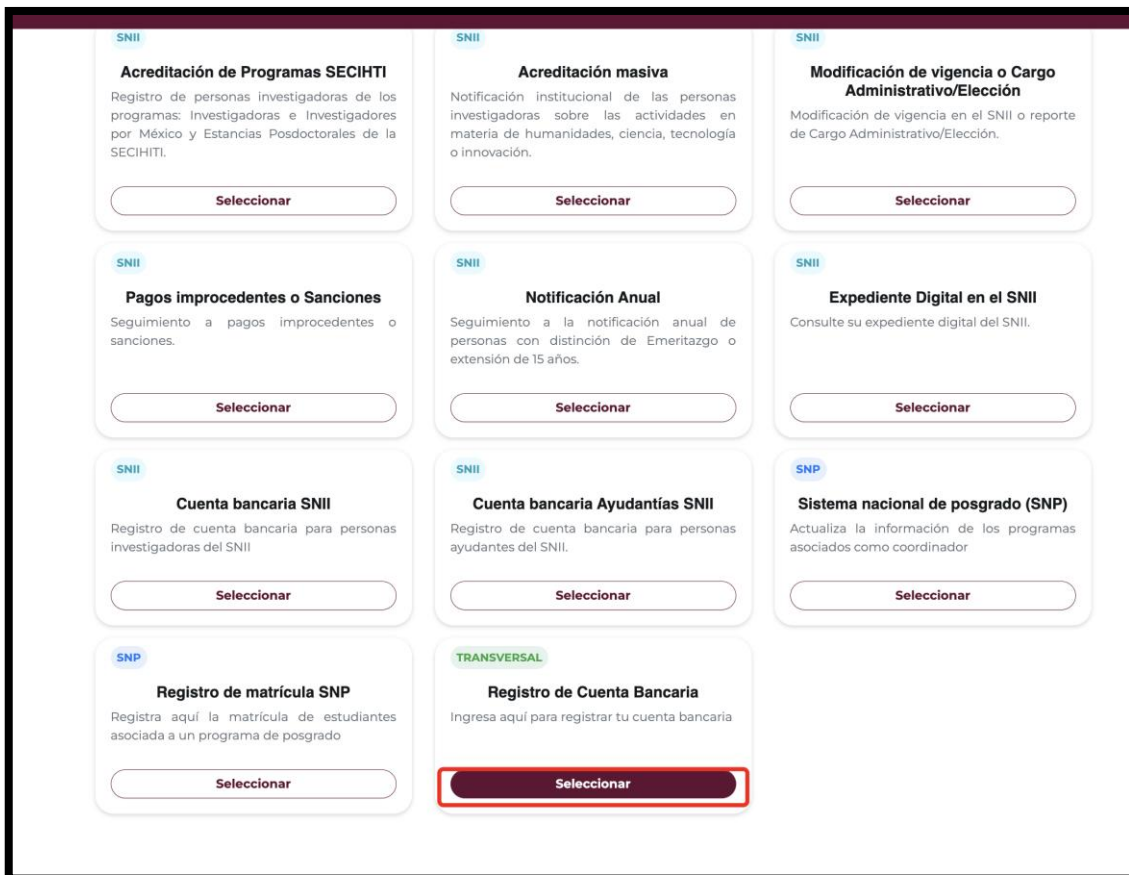 SNII
Acreditación de Programas SECIHTI
Registro de personas investigadoras de los
programas: Investigadoras e Investigadores
por México y Estancias Posdoctorales de la
SECIHITI.
Seleccionar
SNII
Acreditación masiva
Notificación institucional de las personas
investigadoras sobre las actividades en
materia de humanidades, ciencia, tecnología
o innovación.
Seleccionar
SNII
Modificación de vigencia o Cargo
Administrativo/Elección
Modificación de vigencia en el SNII o reporte
de Cargo Administrativo/Elección.
Seleccionar
SNII
Pagos improcedentes o Sanciones
Seguimiento a pagos improcedentes o
sanciones.
Seleccionar
SNII
Notificación Anual
Seguimiento a la notificación anual de
personas con distinción de Emeritazgo o
extensión de 15 años.
Seleccionar
SNII
Expediente Digital en el SNII
Consulte su expediente digital del SNII.
Seleccionar
SNII
Cuenta bancaria SNII
Registro de cuenta bancaria para personas
investigadoras del SNII
Seleccionar
SNII
Cuenta bancaria Ayudantías SNII
Registro de cuenta bancaria para personas
ayudantes del SNII.
Seleccionar
SNP
Sistema nacional de posgrado (SNP)
Actualiza la información de los programas
asociados como coordinador
Seleccionar
SNP
Registro de matrícula SNP
Registra aquí la matrícula de estudiantes
asociada a un programa de posgrado
Seleccionar
TRANSVERSAL
Registro de Cuenta Bancaria
Ingresa aquí para registrar tu cuenta bancaria
Seleccionar